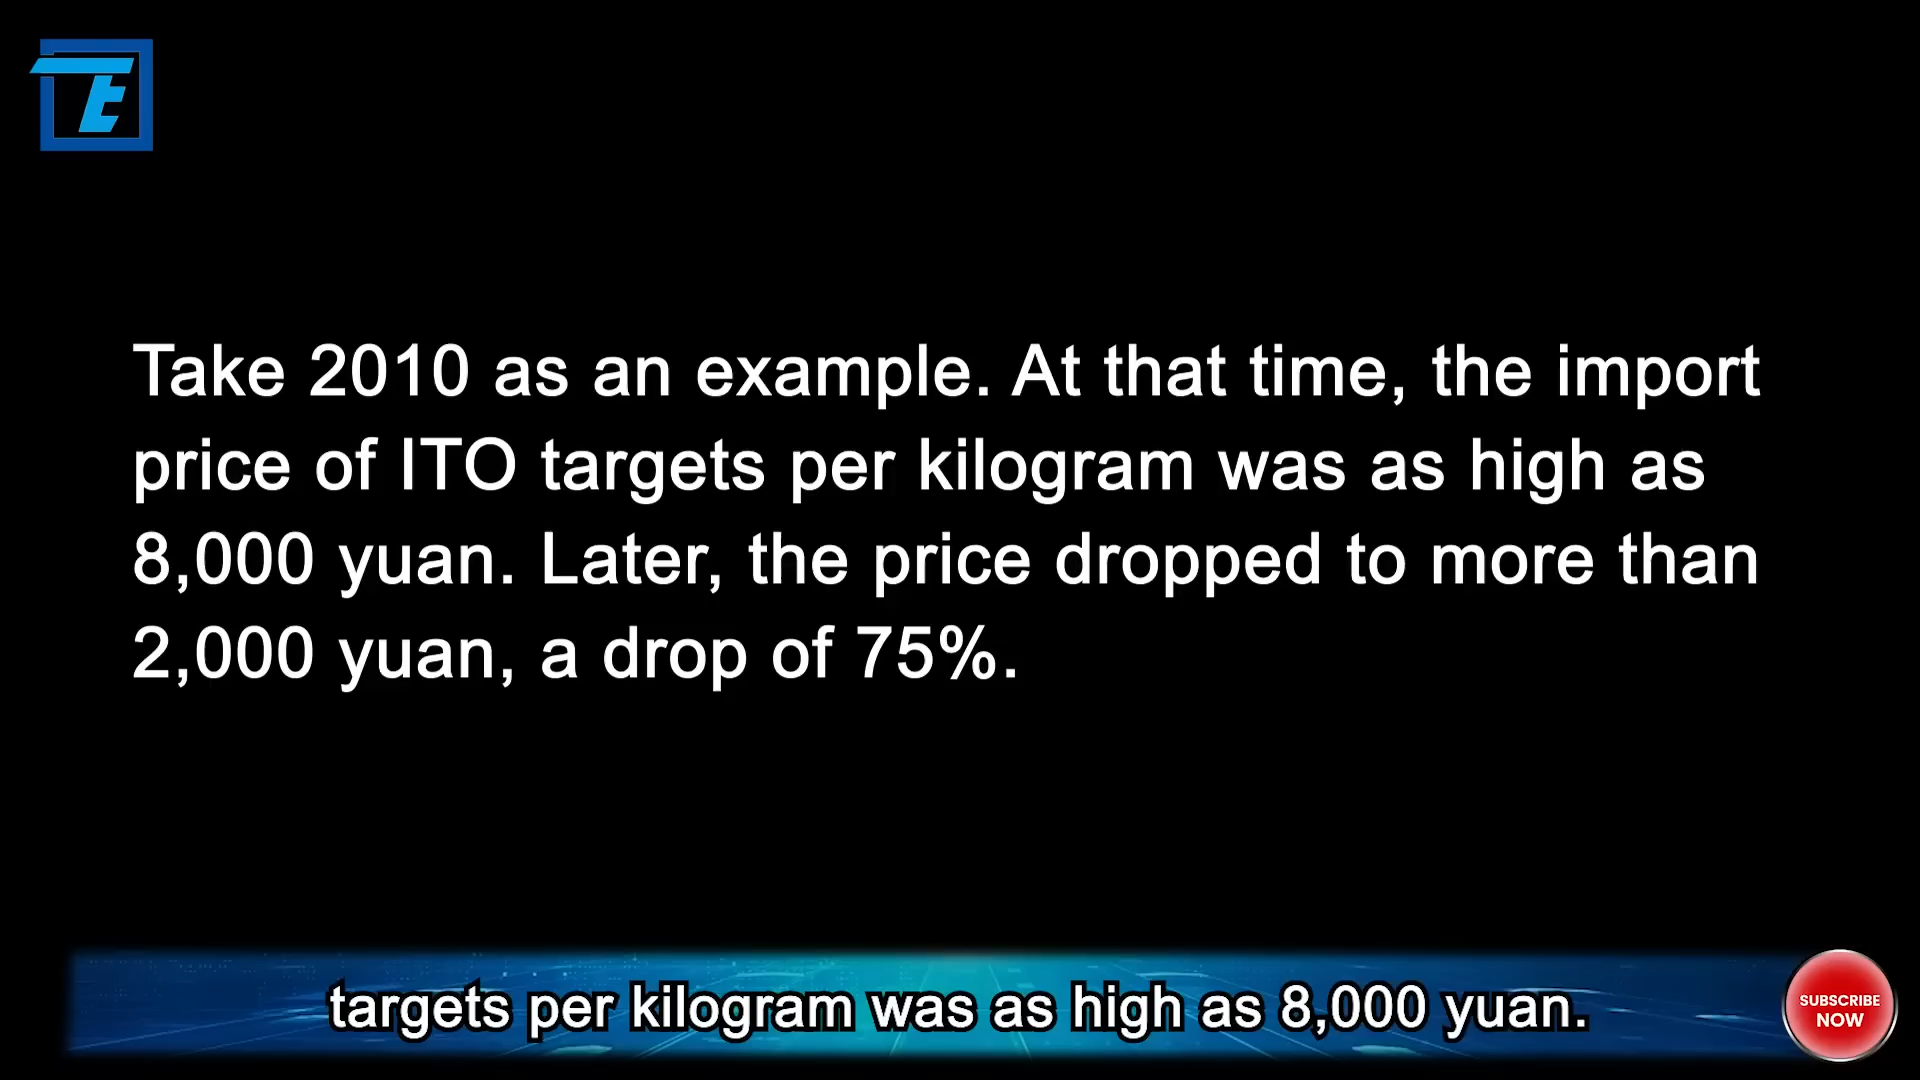 TE
Take 2010 as an example. At that time, the import
price of ITO targets per kilogram was as high as
8,000 yuan. Later, the price dropped to more than
2,000 yuan, a drop of 75%.
targets per kilogram was as high as 8,000 yuan.
SUBSCRIBE
NOW